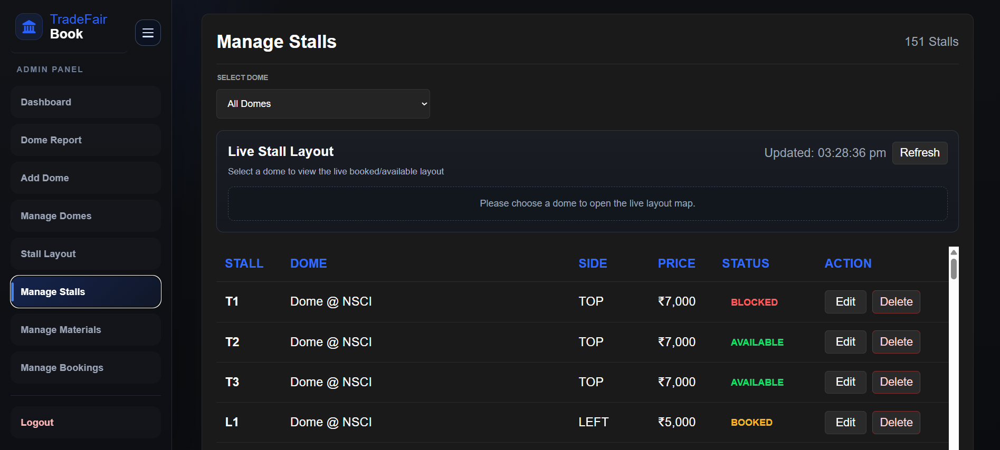 TradeFair
Book
ADMIN PANEL
Dashboard
Dome Report
Add Dome
Manage Domes
Stall Layout
Manage Stalls
Manage Materials
Manage Bookings
Logout
Manage Stalls
151 Stalls
SELECT DOME
All Domes
Live Stall Layout
Updated: 03:28:36 pm
Refresh
Select a dome to view the live booked/available layout
Please choose a dome to open the live layout map.
STALL DOME SIDE PRICE STATUS ACTION
T1 Dome @ NSCI TOP ₹7,000 BLOCKED Edit Delete
T2 Dome @ NSCI TOP ₹7,000 AVAILABLE Edit Delete
T3 Dome @ NSCI TOP ₹7,000 AVAILABLE Edit Delete
L1 Dome @ NSCI LEFT ₹5,000 BOOKED Edit Delete